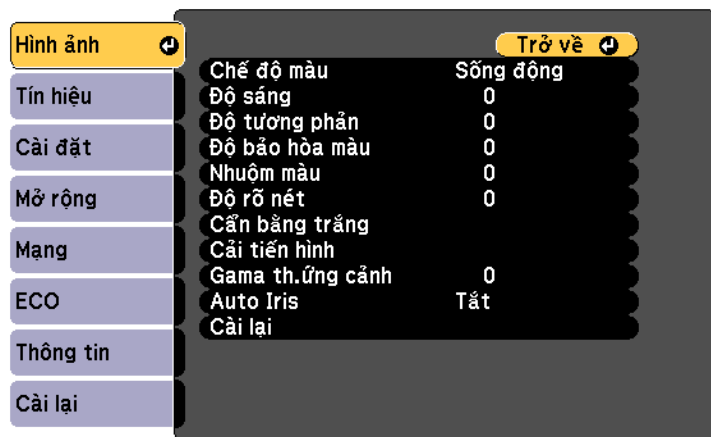 Hình ảnh
Tín hiệu
Cài đặt
Mở rộng
Mạng
ECO
Thông tin
Cài lại
Trở về
Chế độ màu Sống động
Độ sáng 0
Độ tương phản 0
Độ bảo hòa màu 0
Nhuộm màu 0
Độ rõ nét 0
Cẩn bằng trắng
Cải tiến hình
Gama th.ứng cảnh 0
Auto Iris Tắt
Cài lại